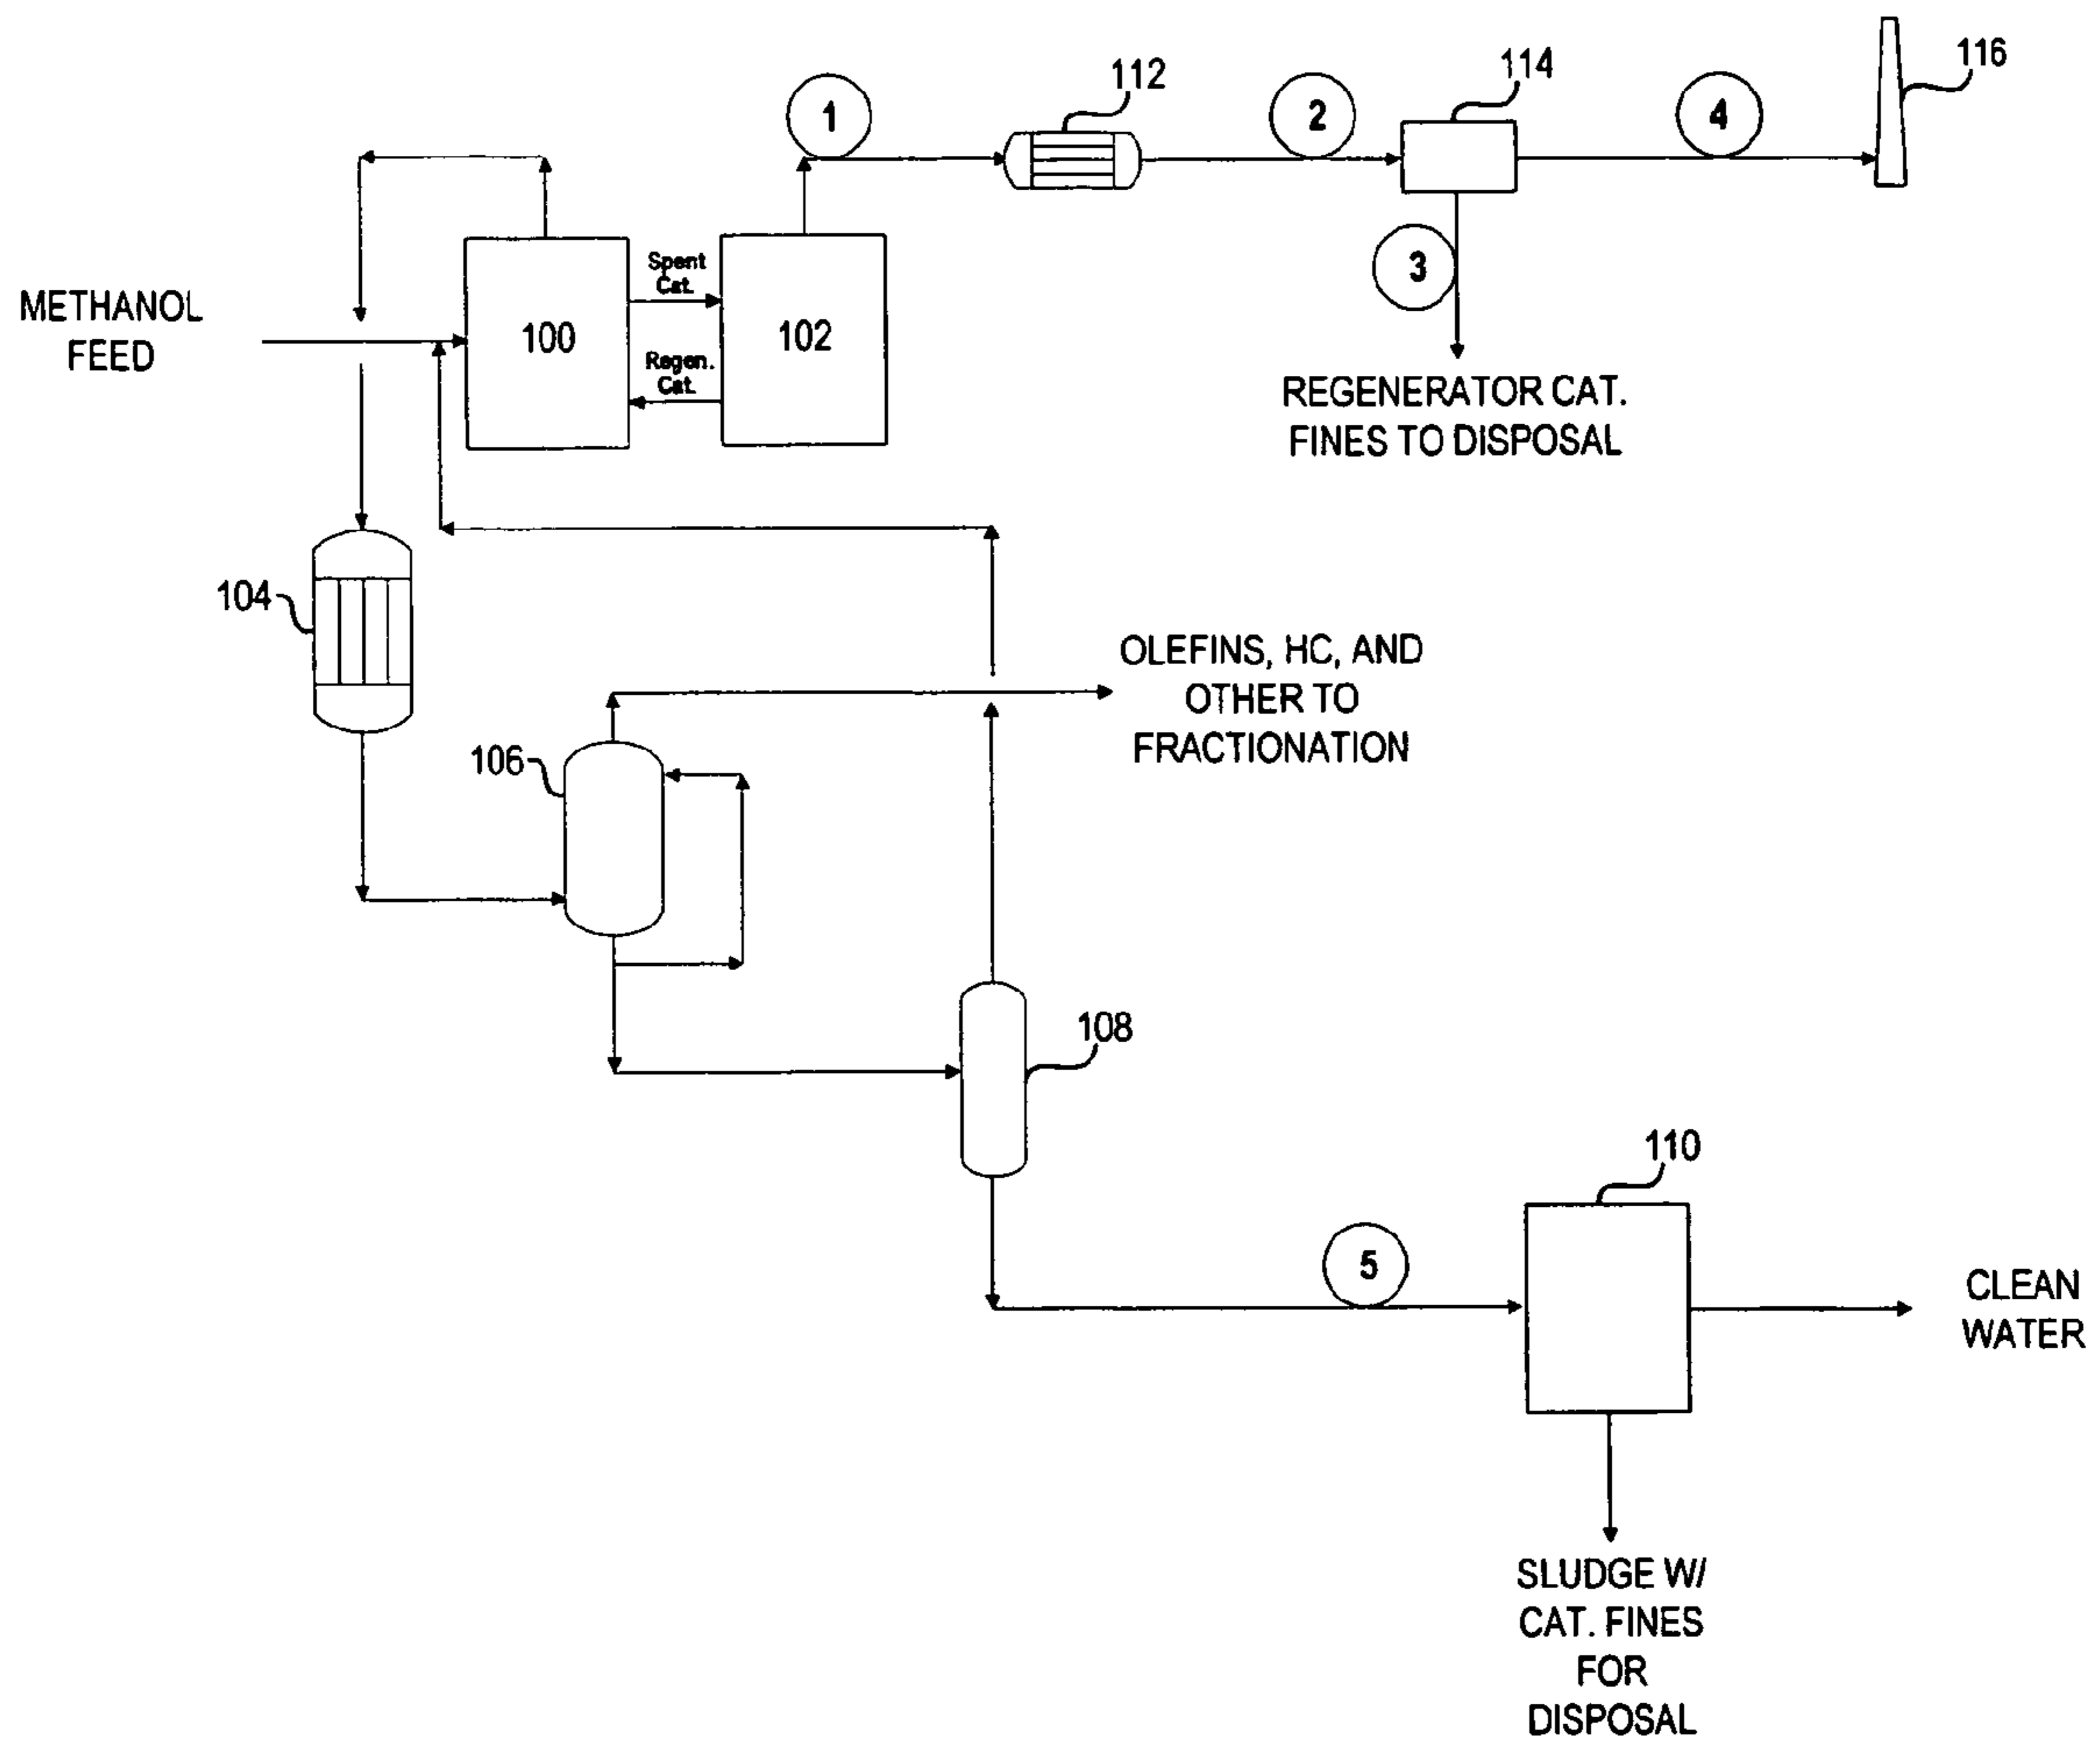 112
114
116
1
2
4
METHANOL
FEED
Spent
Cat.
100
102
Regen.
Cat.
3
REGENERATOR CAT.
FINES TO DISPOSAL
104
OLEFINS, HC, AND
OTHER TO
FRACTIONATION
106
108
110
5
CLEAN
WATER
SLUDGE W/
CAT. FINES
FOR
DISPOSAL